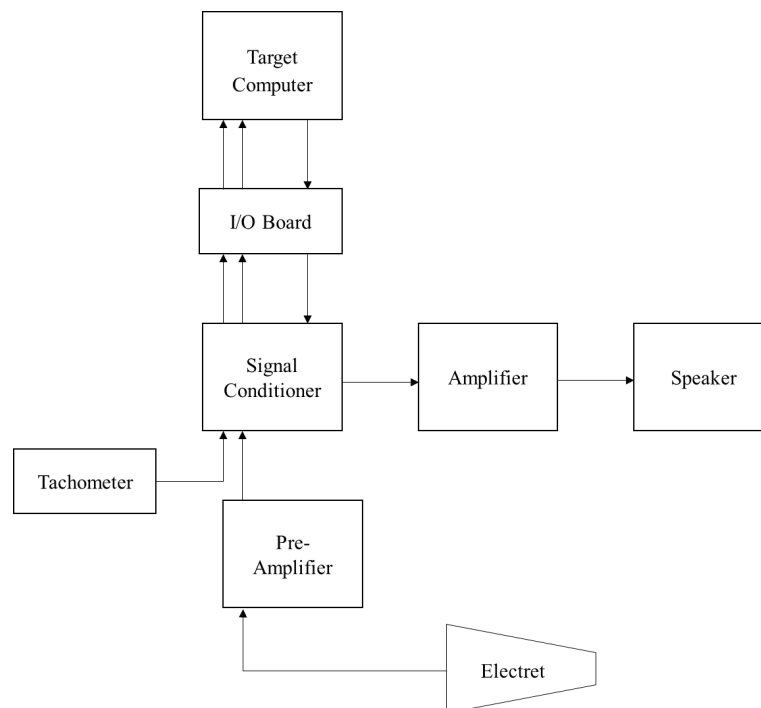 Target
Computer
I/O Board
Signal
Conditioner
Amplifier
Speaker
Tachometer
Pre-
Amplifier
Electret